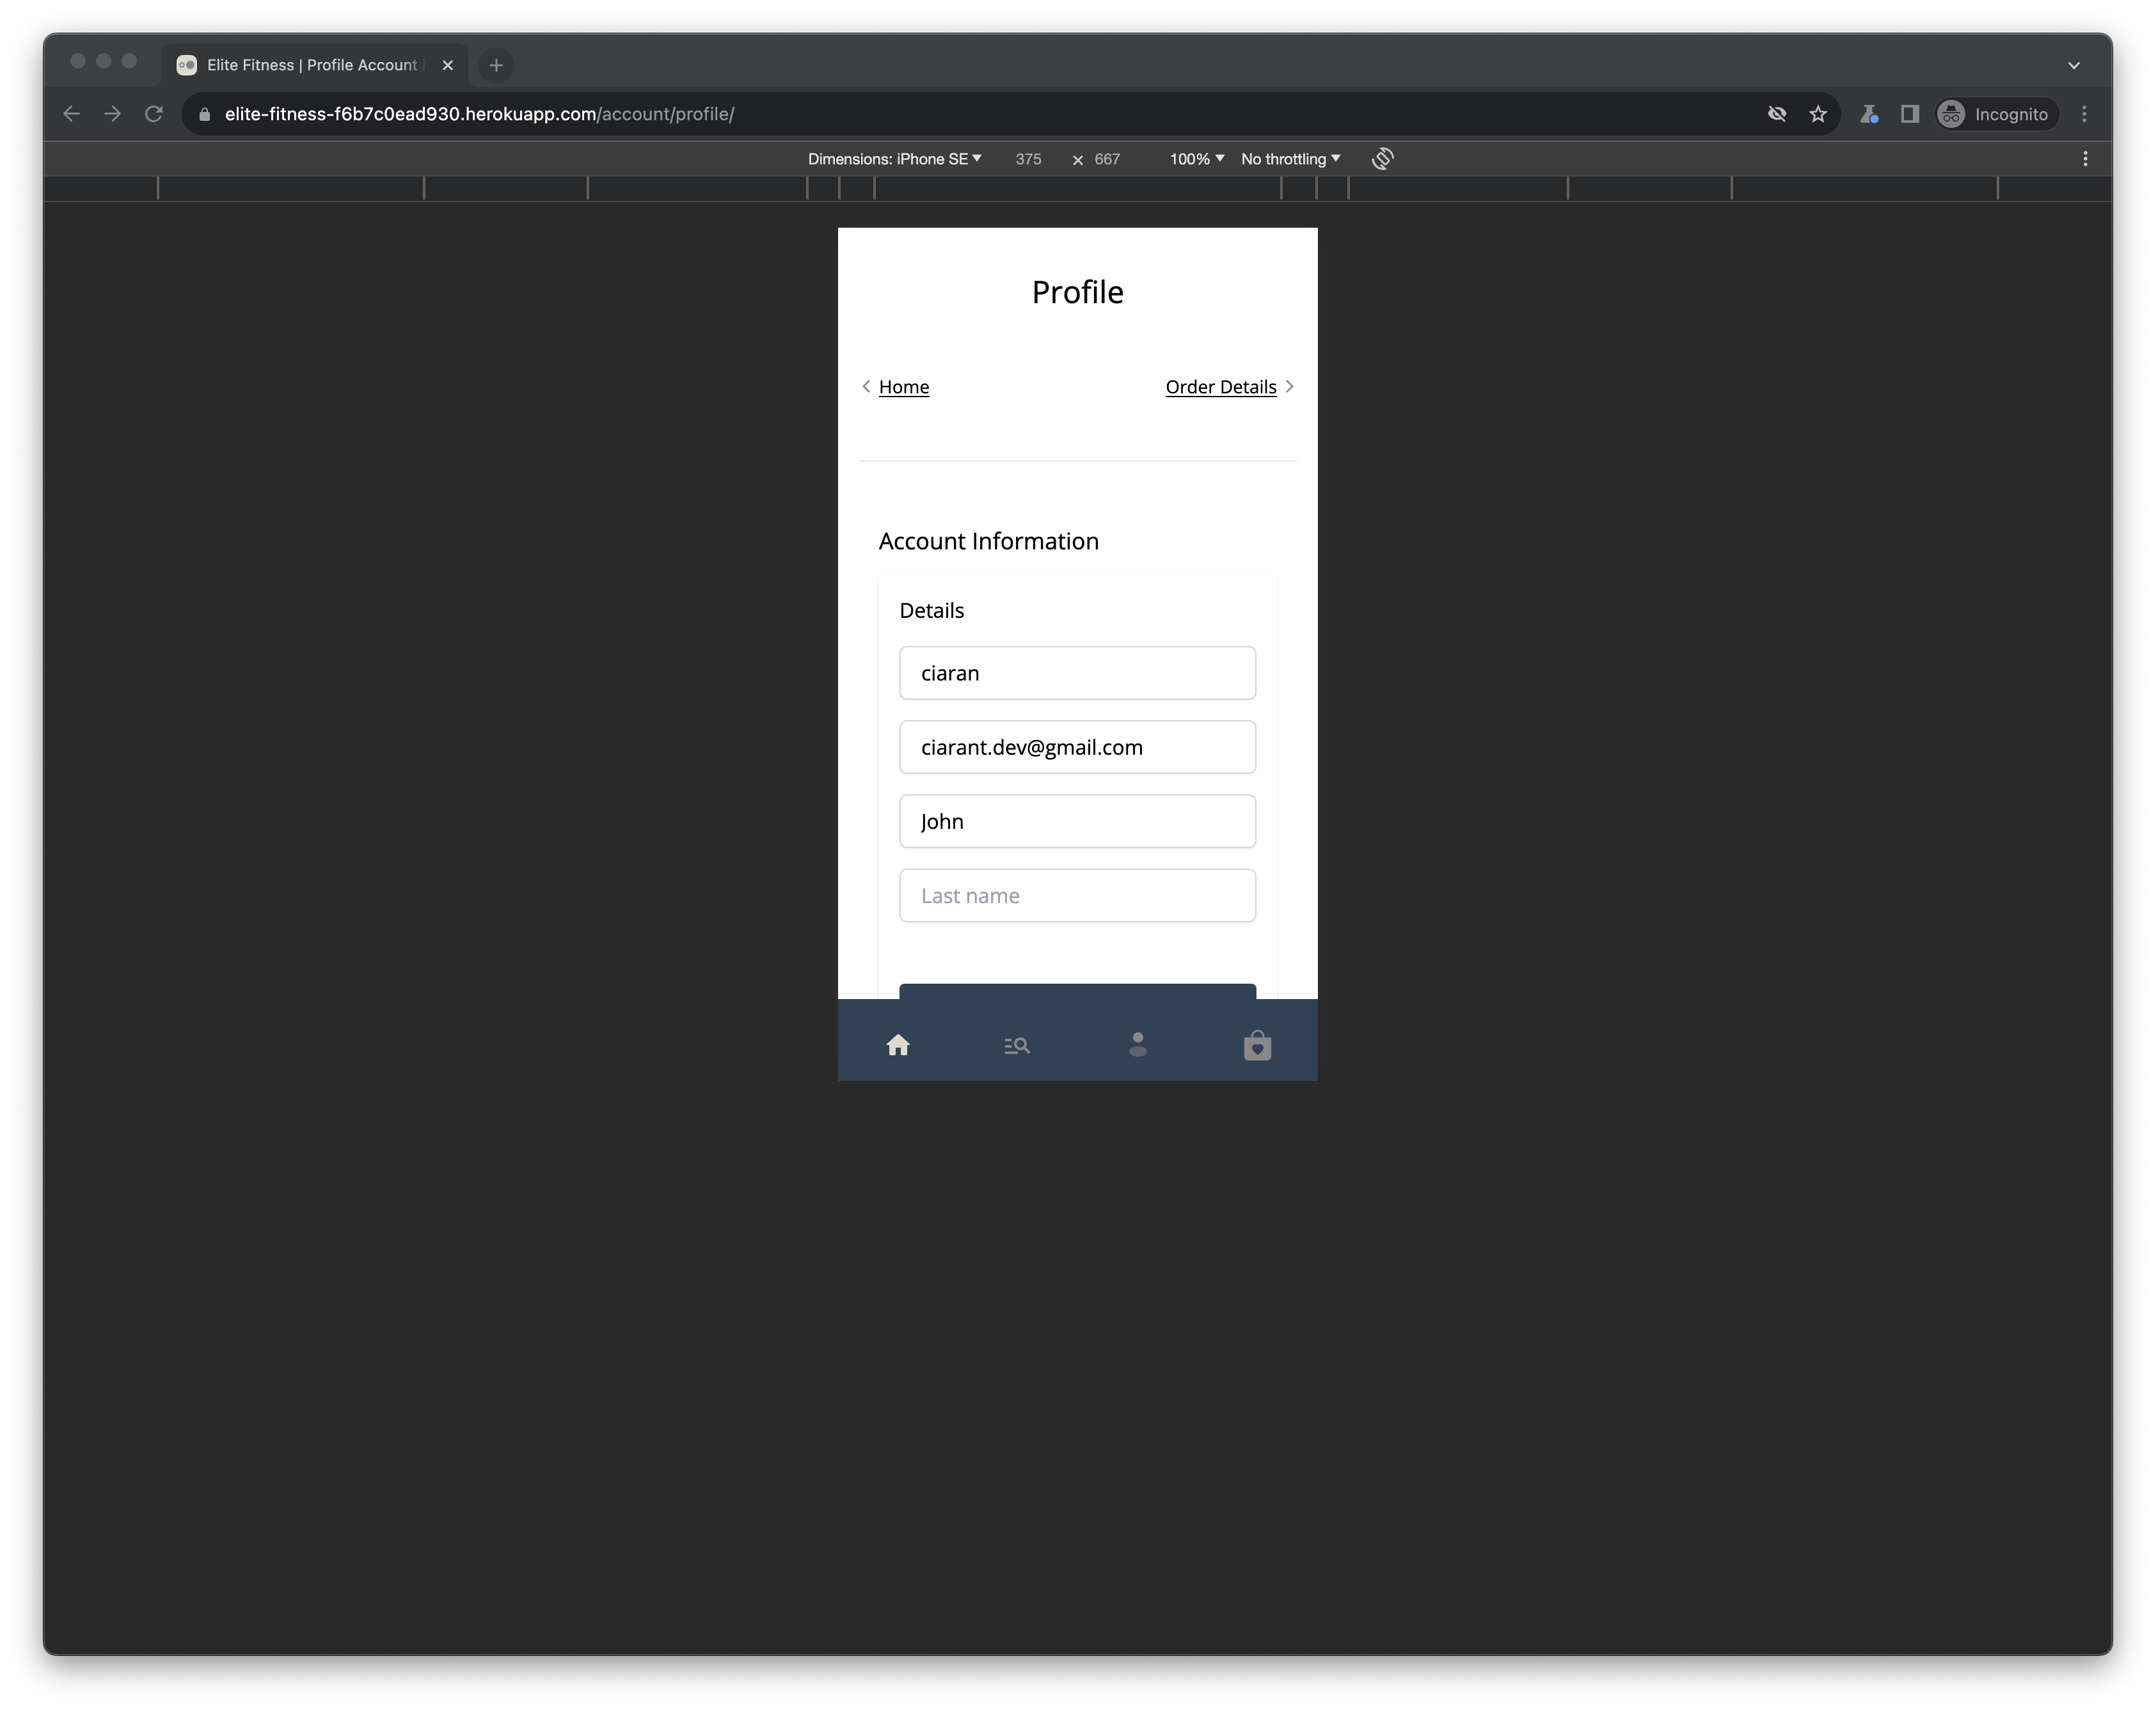 Elite Fitness | Profile Account
elite-fitness-f6b7c0ead930.herokuapp.com/account/profile/
Incognito
Dimensions: iPhone SE 375 × 667 100% No throttling
Profile
Home Order Details
Account Information
Details
ciaran
ciarant.dev@gmail.com
John
Last name